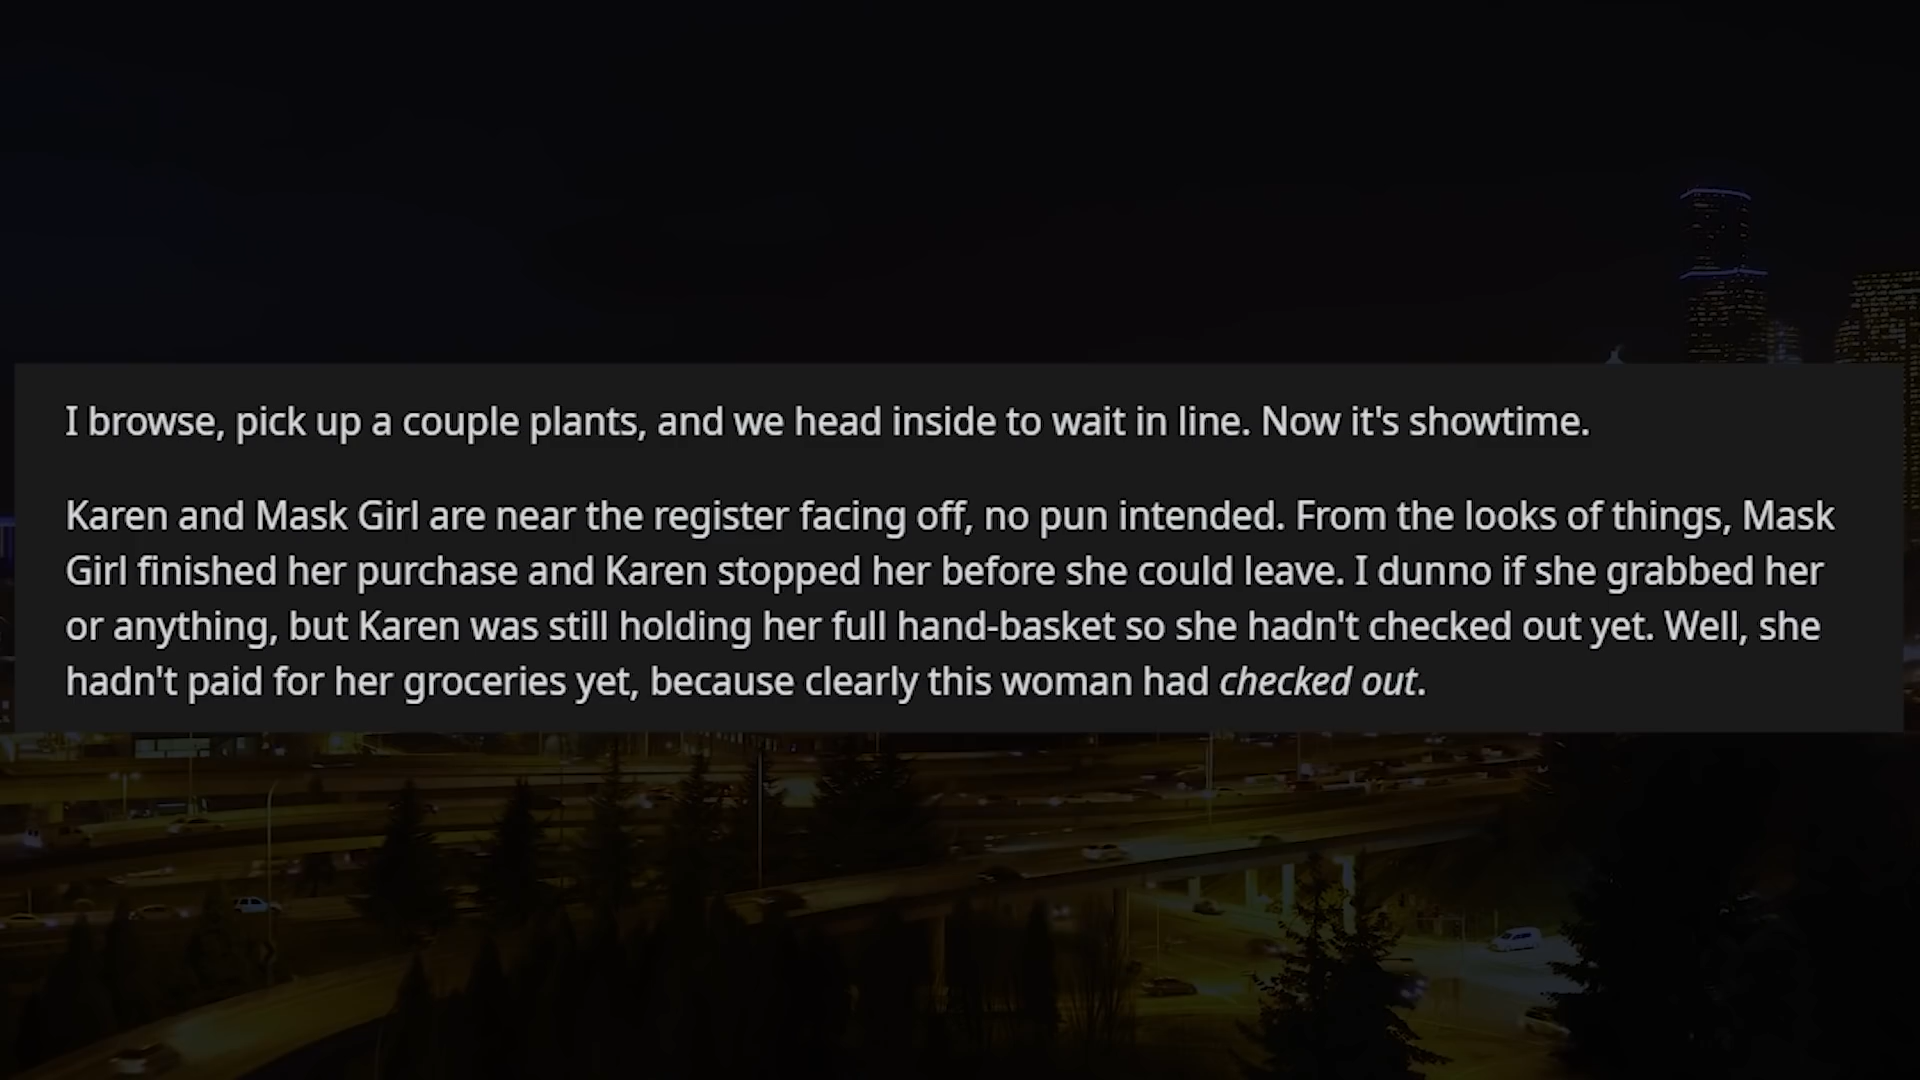 I browse, pick up a couple plants, and we head inside to wait in line. Now it's showtime.
Karen and Mask Girl are near the register facing off, no pun intended. From the looks of things, Mask
Girl finished her purchase and Karen stopped her before she could leave. I dunno if she grabbed her
or anything, but Karen was still holding her full hand-basket so she hadn't checked out yet. Well, she
hadn't paid for her groceries yet, because clearly this woman had checked out.